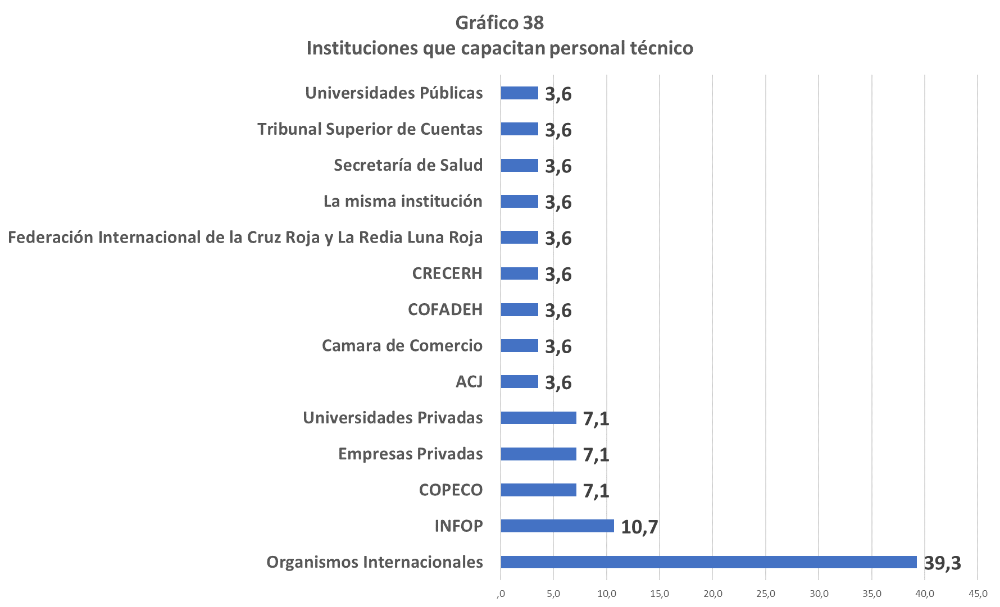 Gráfico 38
Instituciones que capacitan personal técnico
Universidades Públicas 3,6
Tribunal Superior de Cuentas 3,6
Secretaría de Salud 3,6
La misma institución 3,6
Federación Internacional de la Cruz Roja y La Redia Luna Roja 3,6
CRECERH 3,6
COFADEH 3,6
Camara de Comercio 3,6
ACJ 3,6
Universidades Privadas 7,1
Empresas Privadas 7,1
COPECO 7,1
INFOP 10,7
Organismos Internacionales 39,3
,0 5,0 10,0 15,0 20,0 25,0 30,0 35,0 40,0 45,0